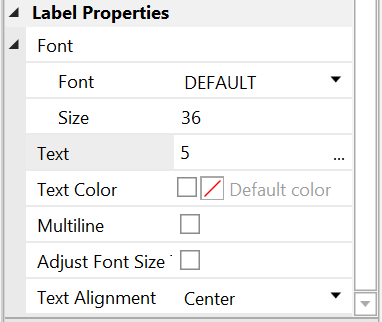 Label Properties
Font
Font DEFAULT
Size 36
Text 5 ...
Text Color Default color
Multiline
Adjust Font Size
Text Alignment Center